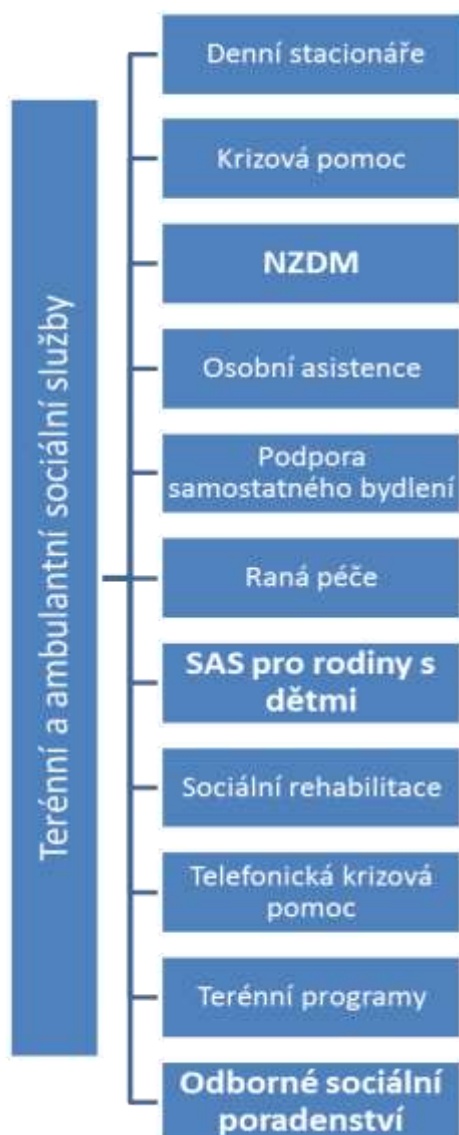 Terénní a ambulantní sociální služby
Denní stacionáře
Krizová pomoc
NZDM
Osobní asistence
Podpora
samostatného bydlení
Raná péče
SAS pro rodiny s
dětmi
Sociální rehabilitace
Telefonická krizová
pomoc
Terénní programy
Odborné sociální
poradenství